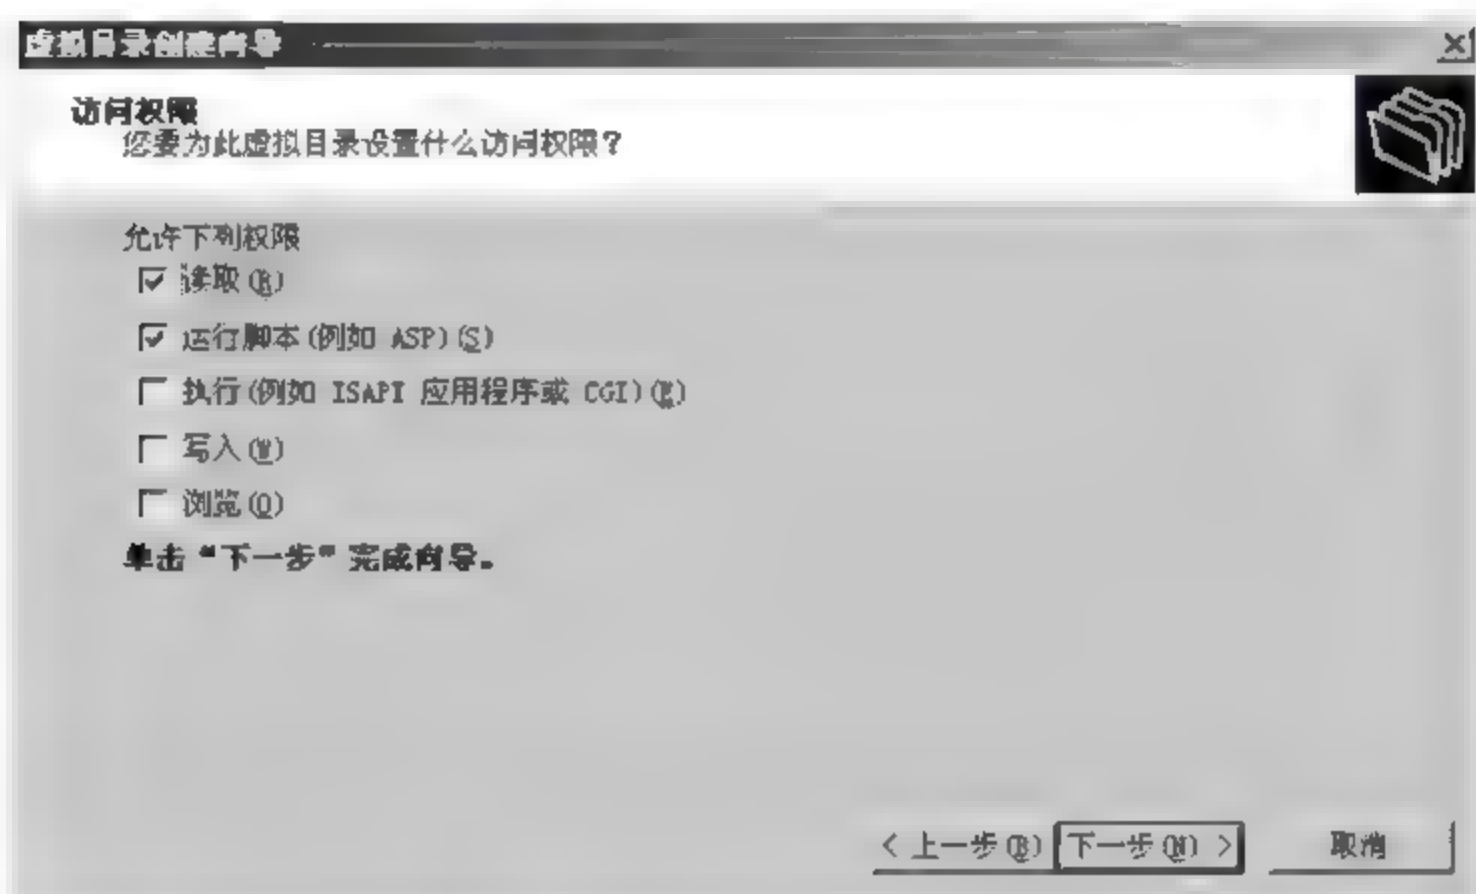 虚拟目录创建向导
访问权限
您要为此虚拟目录设置什么访问权限？
允许下列权限
读取(R)
运行脚本(例如 ASP)(S)
执行(例如 ISAPI 应用程序或 CGI)(E)
写入(W)
浏览(O)
单击“下一步”完成向导。
< 上一步(B) 下一步(N) > 取消